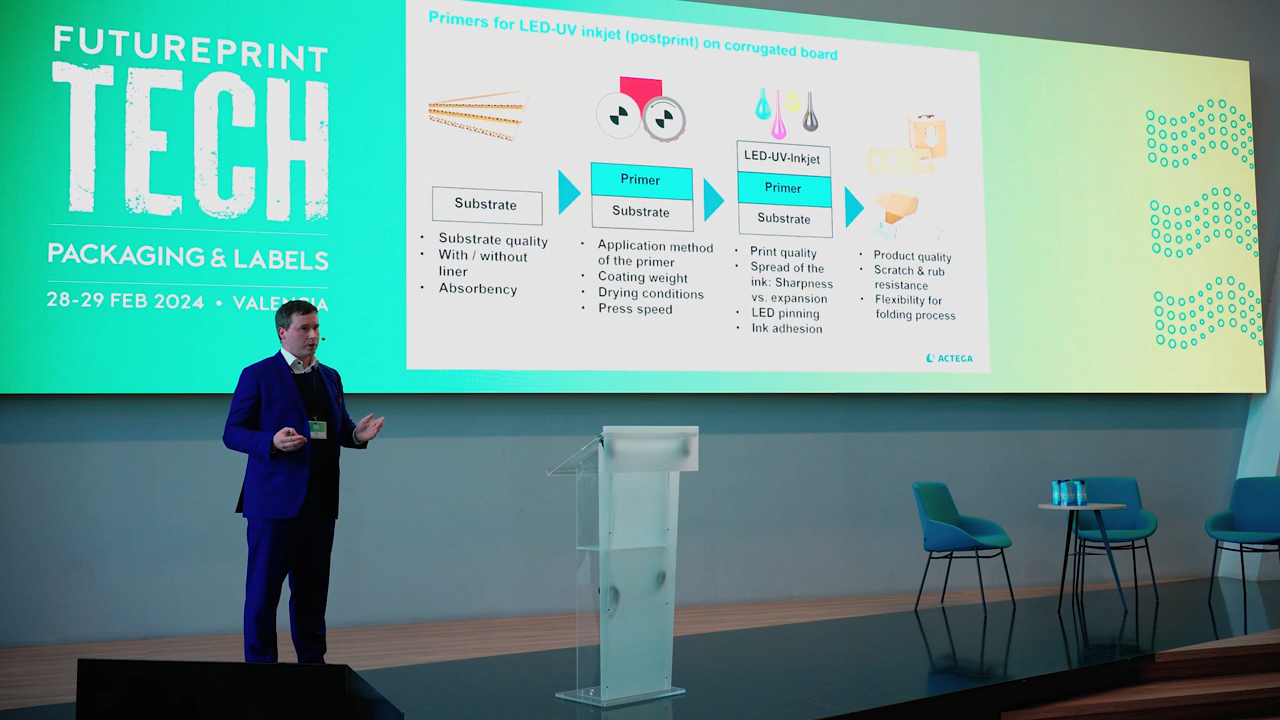 FUTUREPRINT
TECH
PACKAGING & LABELS
28-29 FEB 2024 • VALENCIA
Primers for LED-UV inkjet (postprint) on corrugated board
Substrate
• Substrate quality
• With / without
liner
• Absorbency
Primer
Substrate
• Application method
of the primer
• Coating weight
• Drying conditions
• Press speed
LED-UV-Inkjet
Primer
Substrate
• Print quality
• Spread of the
ink: Sharpness
vs. expansion
• LED pinning
• Ink adhesion
• Product quality
• Scratch & rub
resistance
• Flexibility for
folding process
ACTEGA